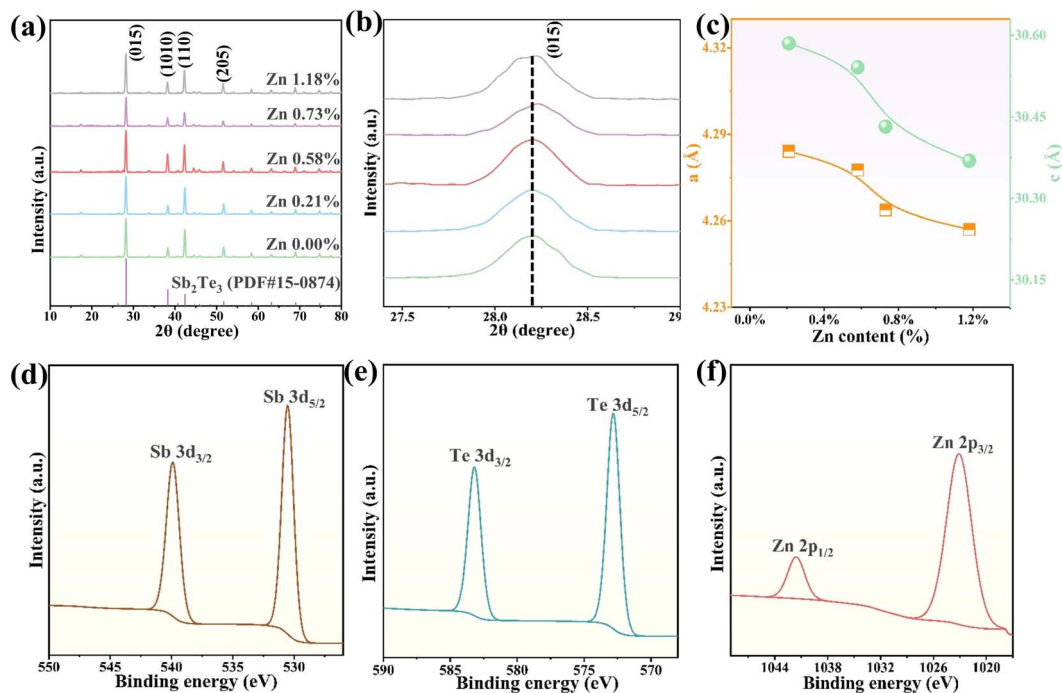 (a)
(015)
(1010)
(110)
(205)
Zn 1.18%
Zn 0.73%
Zn 0.58%
Zn 0.21%
Zn 0.00%
Sb₂Te₃ (PDF#15-0874)
Intensity (a.u.)
10 20 30 40 50 60 70 80
2θ (degree)
(b)
(015)
Intensity (a.u.)
27.5 28.0 28.5 29
2θ (degree)
(c)
4.32
4.29
4.26
4.23
a (Å)
30.60
30.45
30.30
30.15
c (Å)
0.0% 0.4% 0.8% 1.2%
Zn content (%)
(d)
Sb 3d₅/₂
Sb 3d₃/₂
Intensity (a.u.)
550 545 540 535 530
Binding energy (eV)
(e)
Te 3d₅/₂
Te 3d₃/₂
Intensity (a.u.)
590 585 580 575 570
Binding energy (eV)
(f)
Zn 2p₃/₂
Zn 2p₁/₂
Intensity (a.u.)
1044 1038 1032 1026 1020
Binding energy (eV)